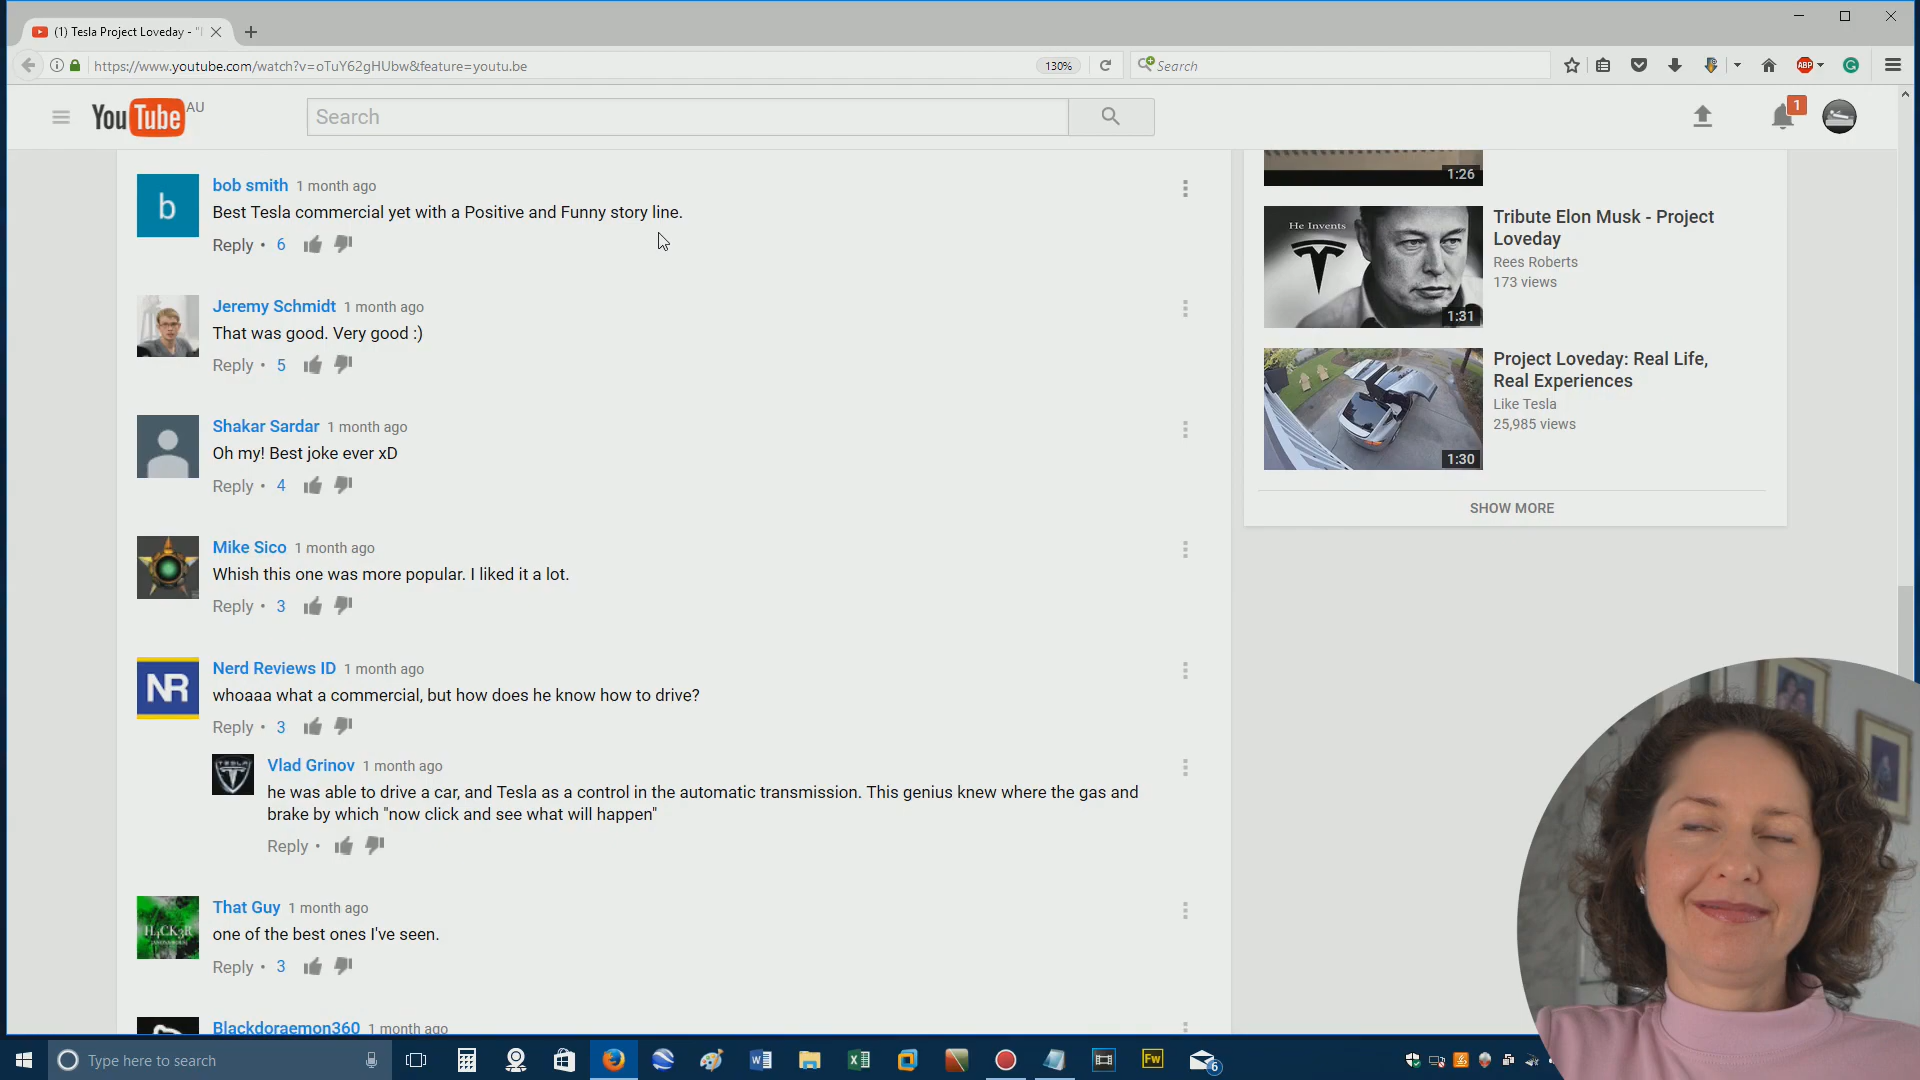 (1) Tesla Project Loveday - "I
https://www.youtube.com/watch?v=oTuY62gHUbw&feature=youtu.be
130%
Search
ABP
YouTube AU
Search
1
b
bob smith 1 month ago
Best Tesla commercial yet with a Positive and Funny story line.
Reply • 6
Jeremy Schmidt 1 month ago
That was good. Very good :)
Reply • 5
Shakar Sardar 1 month ago
Oh my! Best joke ever xD
Reply • 4
Mike Sico 1 month ago
Whish this one was more popular. I liked it a lot.
Reply • 3
NR
Nerd Reviews ID 1 month ago
whoaaa what a commercial, but how does he know how to drive?
Reply • 3
TESLA
Vlad Grinov 1 month ago
he was able to drive a car, and Tesla as a control in the automatic transmission. This genius knew where the gas and
brake by which "now click and see what will happen"
Reply •
H4CK3R
That Guy 1 month ago
one of the best ones I've seen.
Reply • 3
Blackdoraemon360 1 month ago
1:26
He Invents
1:31
Tribute Elon Musk - Project
Loveday
Rees Roberts
173 views
1:30
Project Loveday: Real Life,
Real Experiences
Like Tesla
25,985 views
SHOW MORE
Type here to search
Fw
6